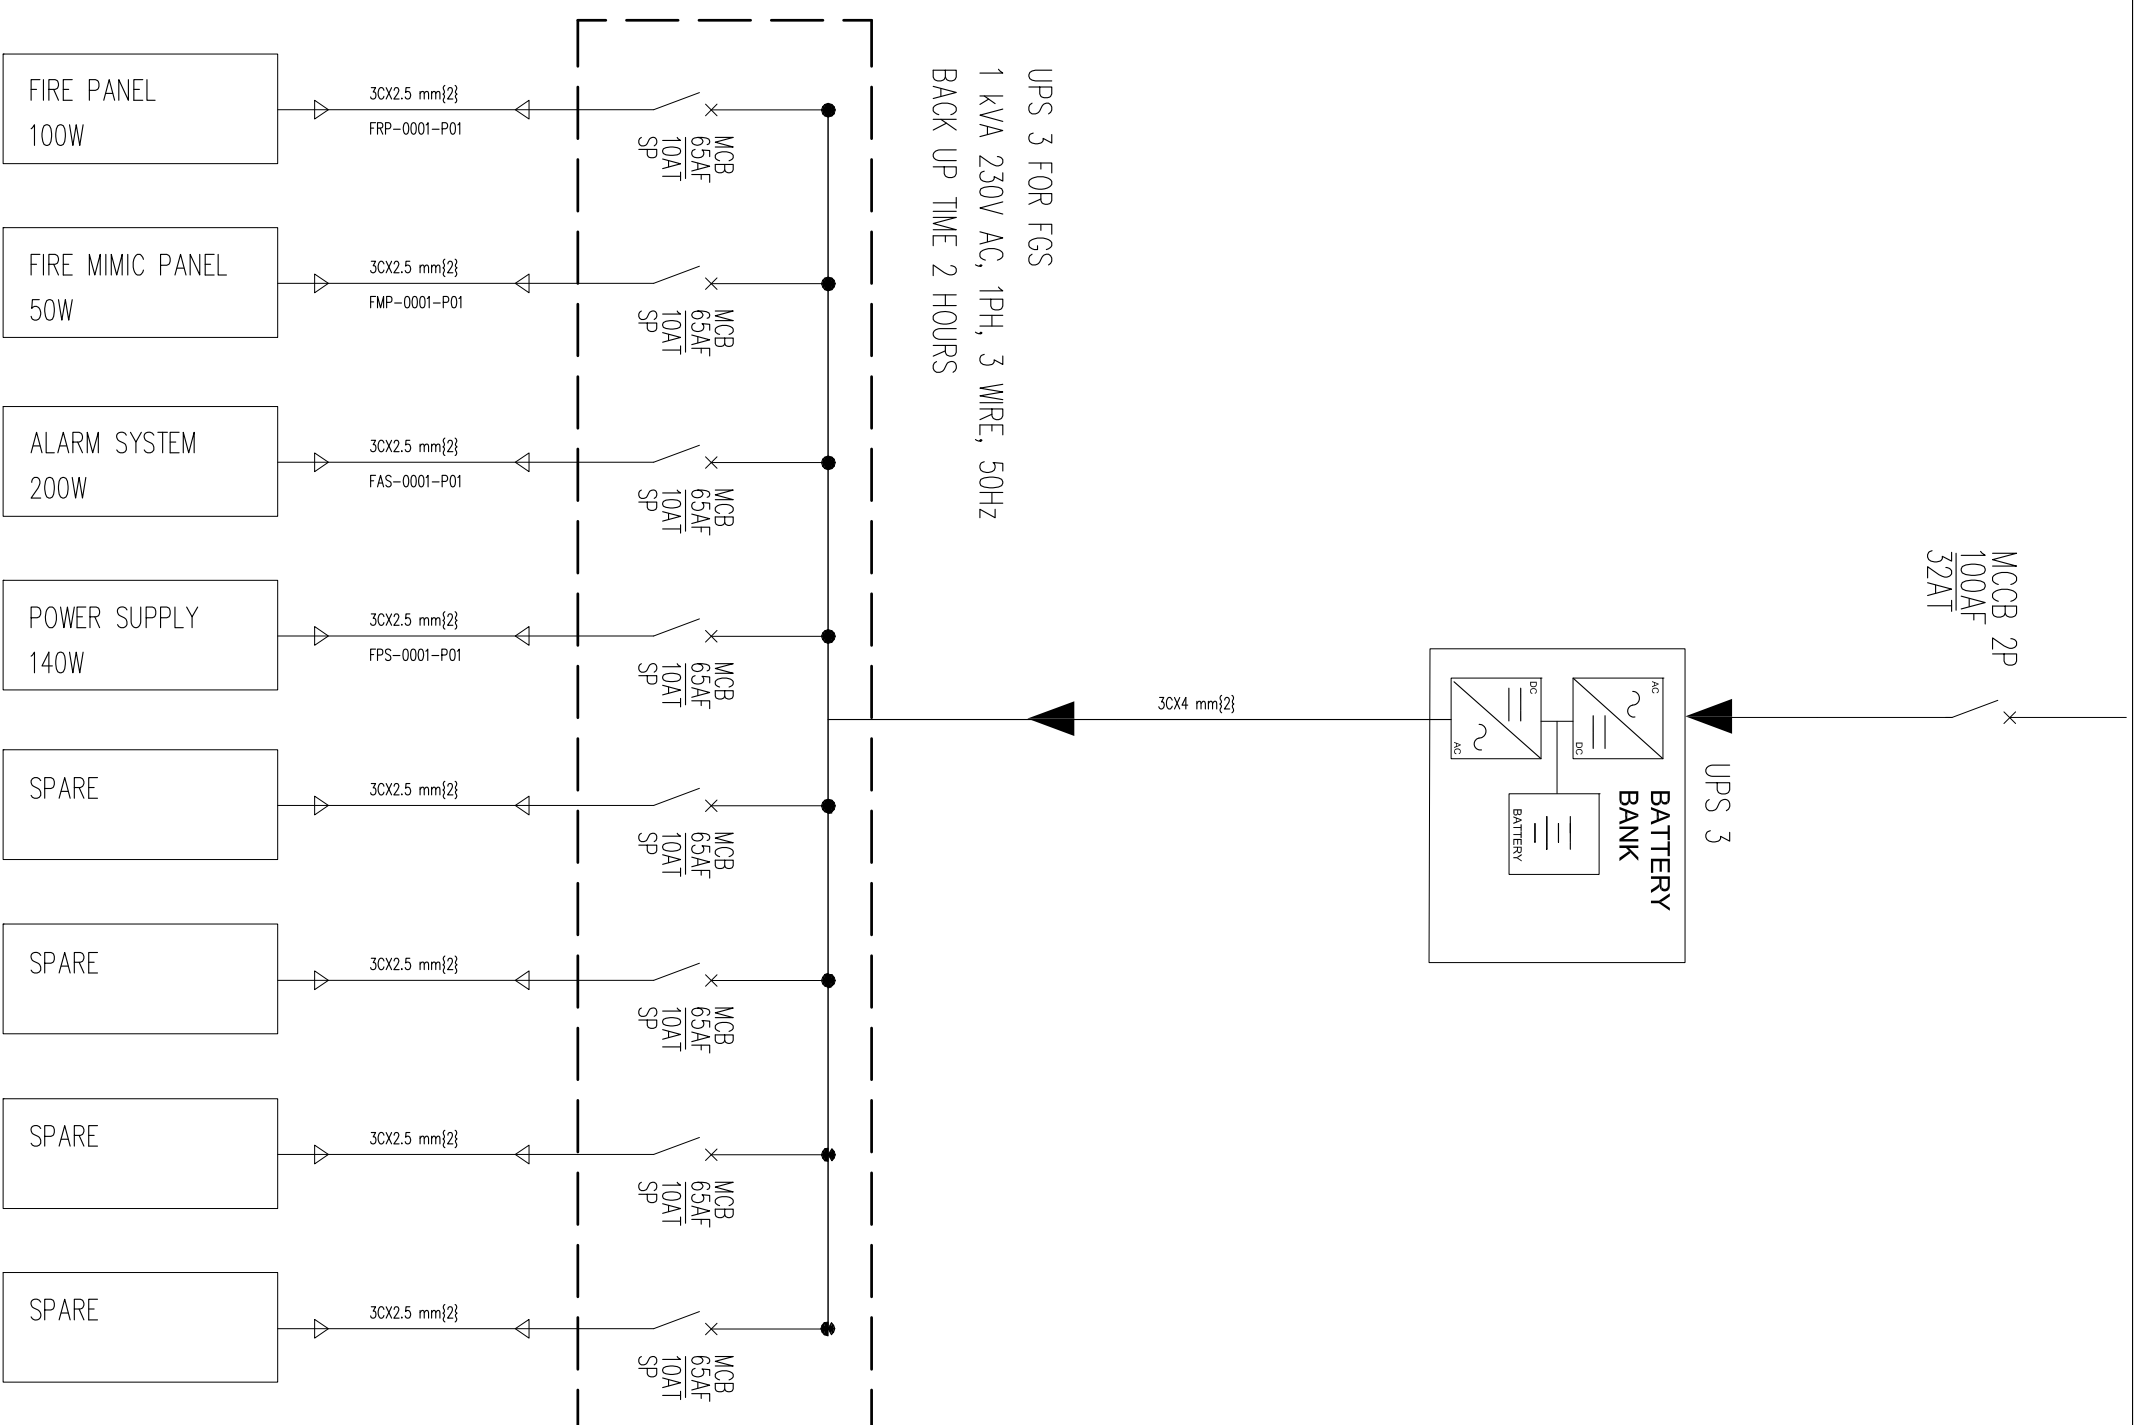 UPS 3 FOR FGS
1 kVA 230V AC, 1PH, 3 WIRE, 50Hz
BACK UP TIME 2 HOURS
MCCB 2P
100AF
32AT
UPS 3
BATTERY
BANK
AC
DC
DC
AC
BATTERY
3CX4 mm{2}
FIRE PANEL
100W
3CX2.5 mm{2}
FRP-0001-P01
MCB
65AF
10AT
SP
FIRE MIMIC PANEL
50W
3CX2.5 mm{2}
FMP-0001-P01
MCB
65AF
10AT
SP
ALARM SYSTEM
200W
3CX2.5 mm{2}
FAS-0001-P01
MCB
65AF
10AT
SP
POWER SUPPLY
140W
3CX2.5 mm{2}
FPS-0001-P01
MCB
65AF
10AT
SP
SPARE
3CX2.5 mm{2}
MCB
65AF
10AT
SP
SPARE
3CX2.5 mm{2}
MCB
65AF
10AT
SP
SPARE
3CX2.5 mm{2}
MCB
65AF
10AT
SP
SPARE
3CX2.5 mm{2}
MCB
65AF
10AT
SP